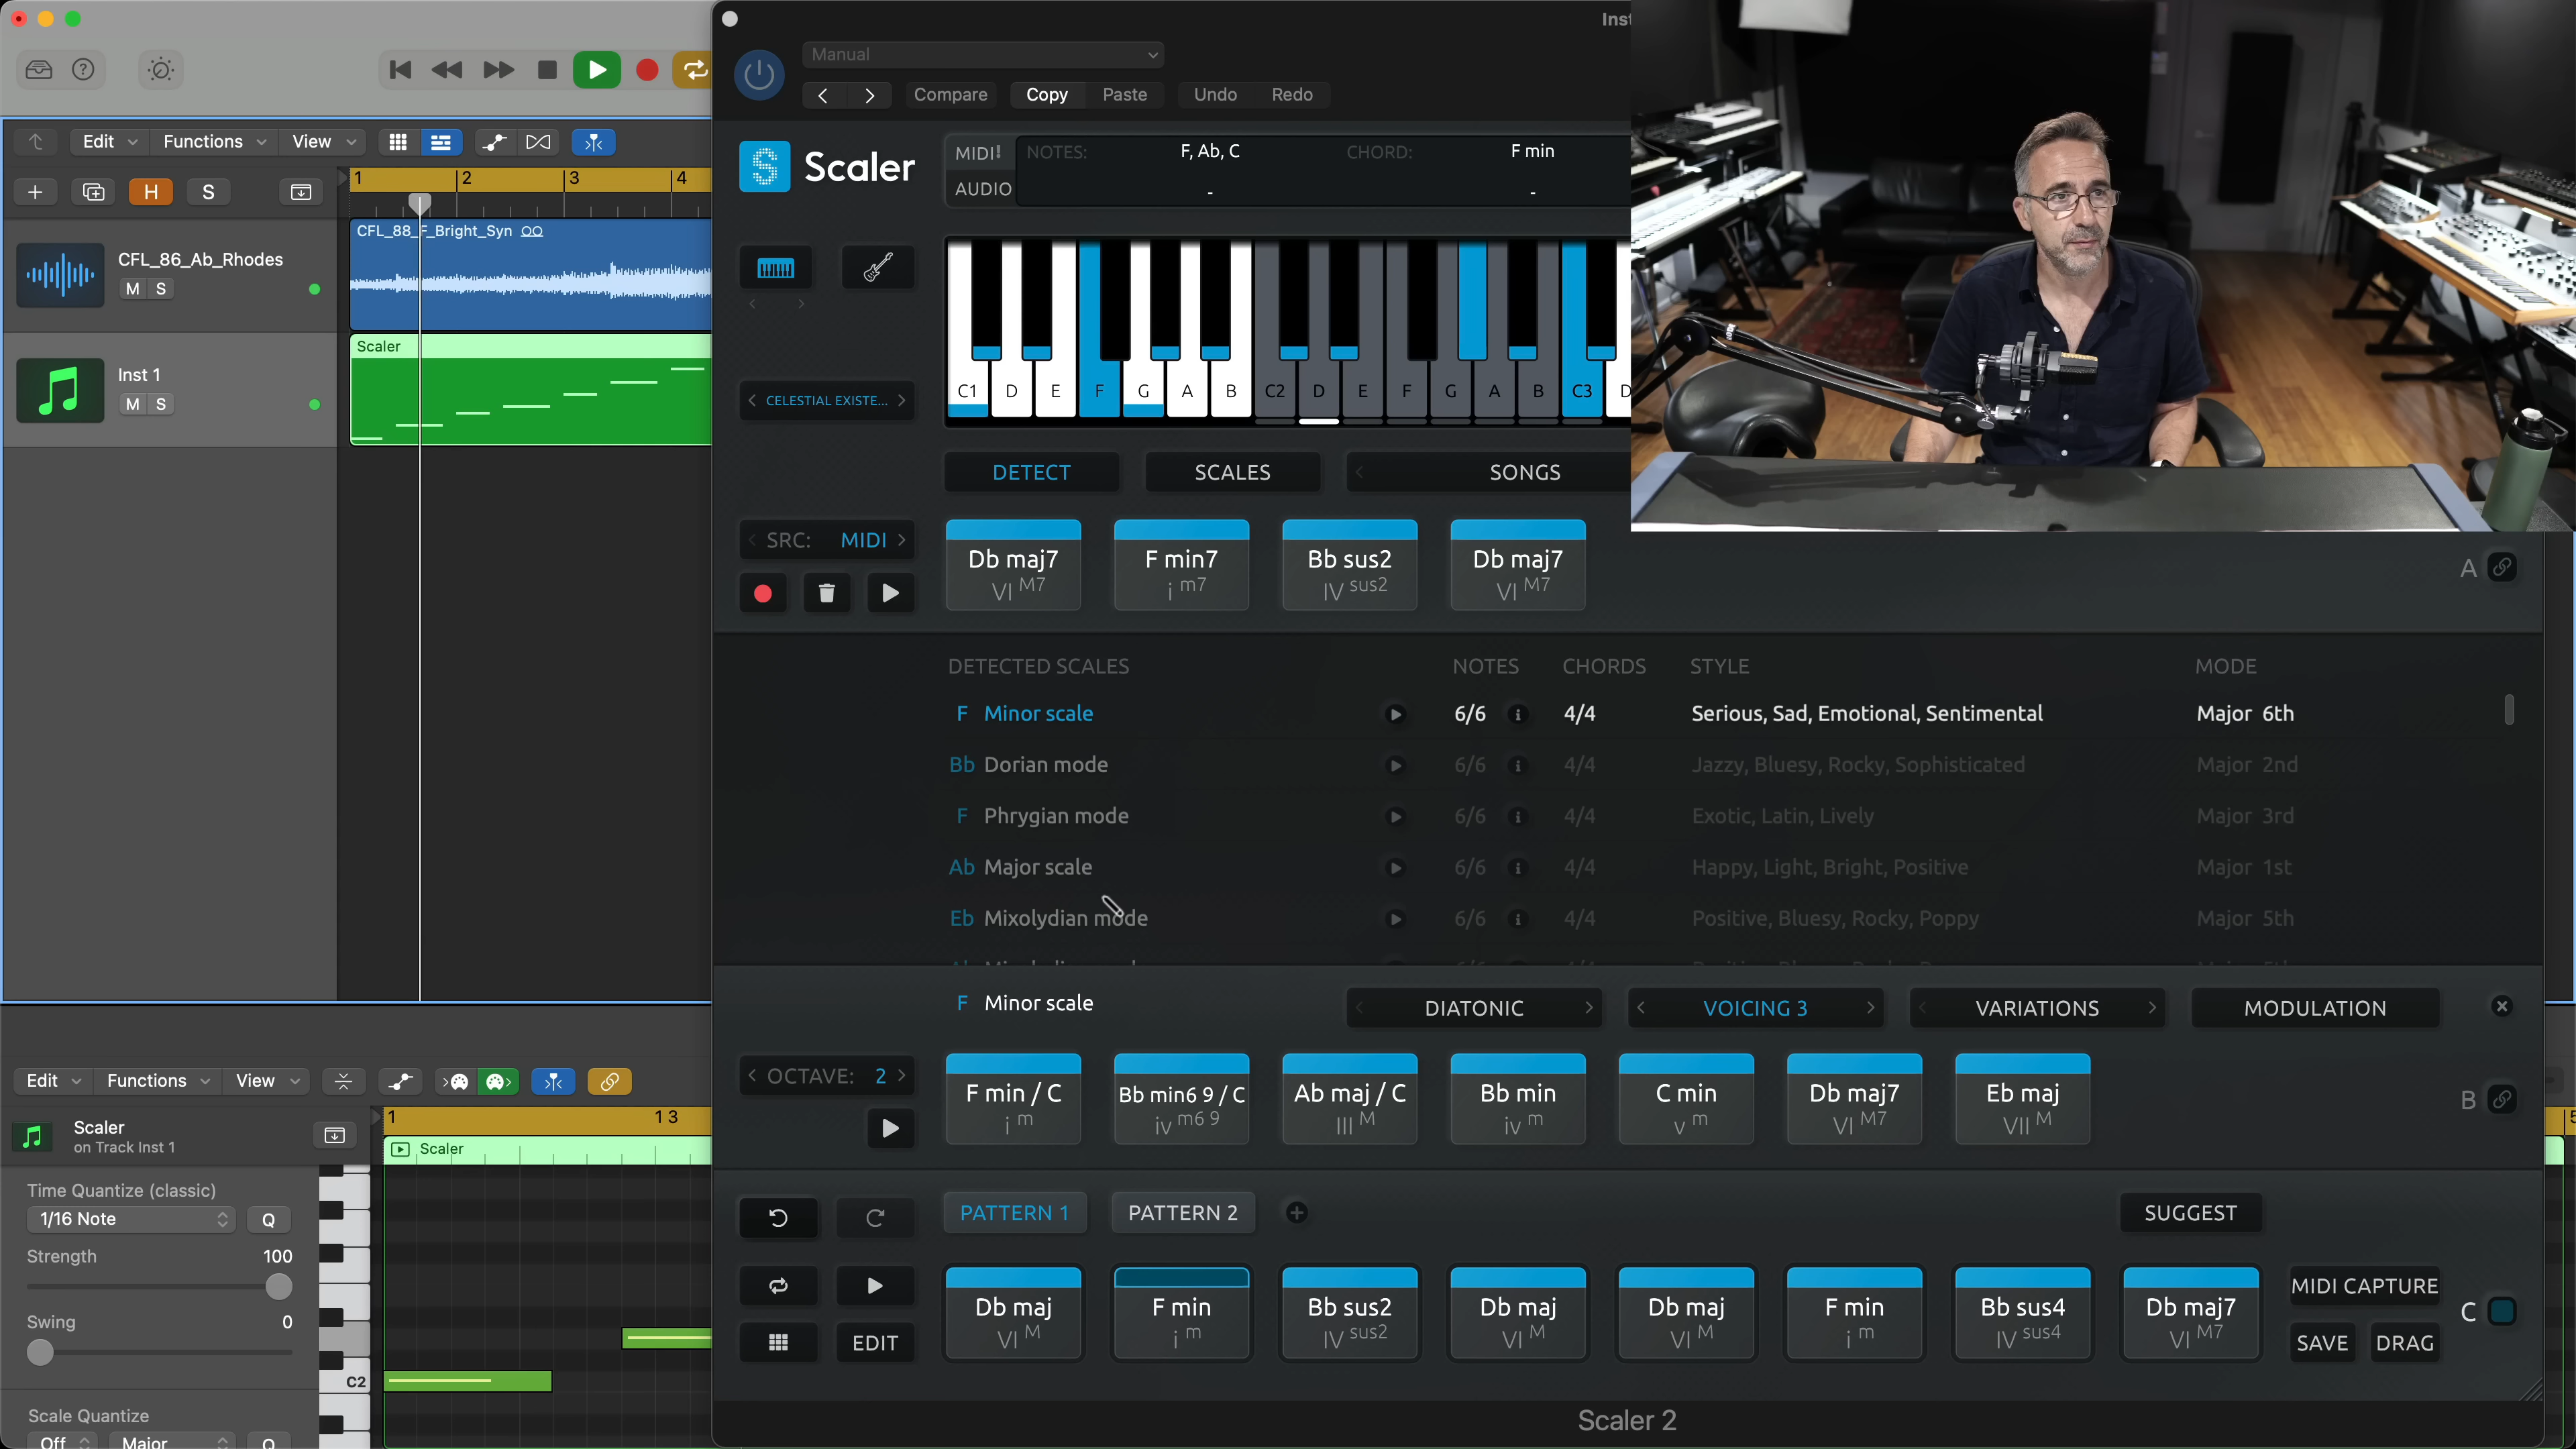 Inst
Manual
Compare Copy Paste Undo Redo
Edit Functions View
H S
1 2 3 4
CFL_88_F_Bright_Syn
CFL_86_Ab_Rhodes
M S
Scaler
Inst 1
M S
Scaler
MIDI! NOTES: F, Ab, C CHORD: F min
AUDIO - -
CELESTIAL EXISTE...
C1 D E F G A B C2 D E F G A B C3 D
DETECT SCALES SONGS
SRC: MIDI
Db maj7 F min7 Bb sus2 Db maj7
VI M7 i m7 IV sus2 VI M7
A
DETECTED SCALES NOTES CHORDS STYLE MODE
F Minor scale 6/6 i 4/4 Serious, Sad, Emotional, Sentimental Major 6th
Bb Dorian mode 6/6 i 4/4 Jazzy, Bluesy, Rocky, Sophisticated Major 2nd
F Phrygian mode 6/6 i 4/4 Exotic, Latin, Lively Major 3rd
Ab Major scale 6/6 i 4/4 Happy, Light, Bright, Positive Major 1st
Eb Mixolydian mode 6/6 i 4/4 Positive, Bluesy, Rocky, Poppy Major 5th
F Minor scale DIATONIC VOICING 3 VARIATIONS MODULATION
OCTAVE: 2
F min / C Bb min6 9 / C Ab maj / C Bb min C min Db maj7 Eb maj
i m iv m6 9 III M iv m v m VI M7 VII M
B
PATTERN 1 PATTERN 2 SUGGEST
Db maj F min Bb sus2 Db maj Db maj F min Bb sus4 Db maj7
VI M i m IV sus2 VI M VI M i m IV sus4 VI M7
EDIT
MIDI CAPTURE
SAVE DRAG
C
Scaler 2
Edit Functions View
Scaler
on Track Inst 1
1 1 3
Scaler
Time Quantize (classic)
1/16 Note Q
Strength 100
Swing 0
C2
Scale Quantize
Off Major Q